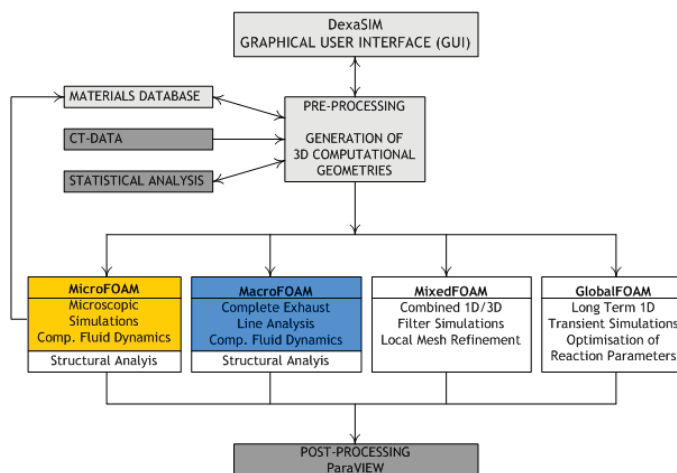 DexaSIM
GRAPHICAL USER INTERFACE (GUI)
MATERIALS DATABASE
CT-DATA
STATISTICAL ANALYSIS
PRE-PROCESSING
GENERATION OF
3D COMPUTATIONAL
GEOMETRIES
MicroFOAM
Microscopic
Simulations
Comp. Fluid Dynamics
Structural Analyis
MacroFOAM
Complete Exhaust
Line Analysis
Comp. Fluid Dynamics
Structural Analyis
MixedFOAM
Combined 1D/3D
Filter Simulations
Local Mesh Refinement
GlobalFOAM
Long Term 1D
Transient Simulations
Optimisation of
Reaction Parameters
POST-PROCESSING
ParaVIEW